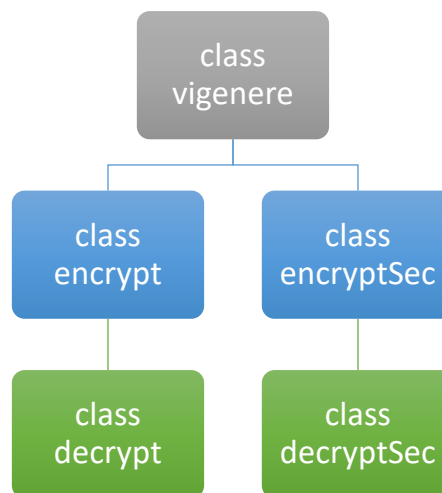 class
vigenere
class
encrypt
class
encryptSec
class
decrypt
class
decryptSec